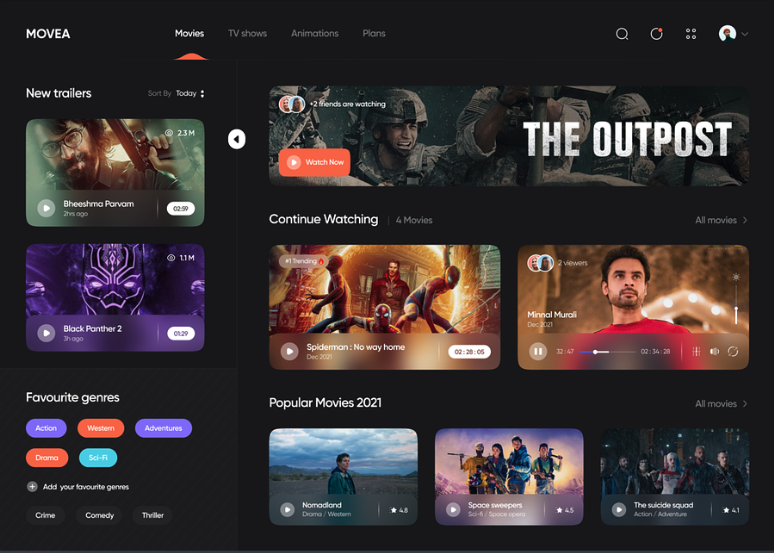 MOVEA
Movies
TV shows
Animations
Plans
New trailers
Sort By Today
2.3 M
Bheeshma Parvam
2hrs ago
02:59
1.1 M
Black Panther 2
7h ago
01:29
Favourite genres
Action
Western
Adventures
Drama
Sci-Fi
Add your favourite genres
Crime
Comedy
Thriller
+2 friends are watching
Watch Now
THE OUTPOST
Continue Watching
4 Movies
All movies
#1 Trending
Spiderman : No way home
Dec 2021
02 : 28 : 05
2 viewers
Minnal Murali
Dec 2021
32 : 47
02 : 34 : 28
Popular Movies 2021
All movies
Nomadland
Drama / Western
4.8
Space sweepers
Sci-fi / Space opera
4.5
The suicide squad
Action / Adventure
4.1